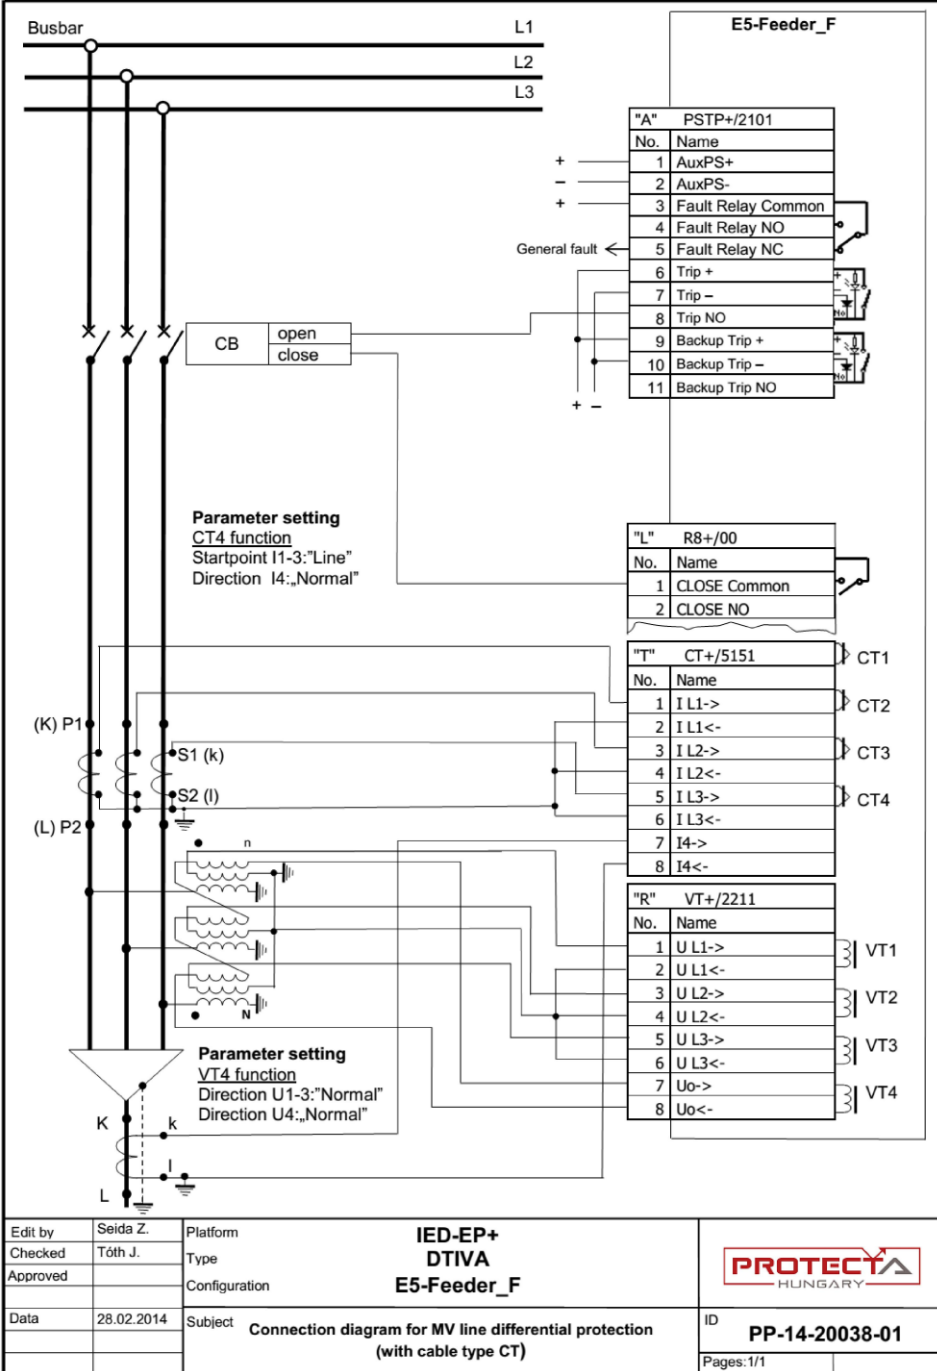 Busbar
L1
L2
L3
E5-Feeder_F
"A" PSTP+/2101
No. Name
+ 1 AuxPS+
– 2 AuxPS-
+ 3 Fault Relay Common
4 Fault Relay NO
General fault 5 Fault Relay NC
6 Trip +
7 Trip –
8 Trip NO
9 Backup Trip +
10 Backup Trip –
11 Backup Trip NO
+ –
CB open
close
Parameter setting
CT4 function
Startpoint I1-3:"Line"
Direction I4:„Normal"
"L" R8+/00
No. Name
1 CLOSE Common
2 CLOSE NO
"T" CT+/5151
No. Name
1 I L1->
2 I L1<-
3 I L2->
4 I L2<-
5 I L3->
6 I L3<-
7 I4->
8 I4<-
CT1
CT2
CT3
CT4
(K) P1
S1 (k)
S2 (l)
(L) P2
n
N
"R" VT+/2211
No. Name
1 U L1->
2 U L1<-
3 U L2->
4 U L2<-
5 U L3->
6 U L3<-
7 Uo->
8 Uo<-
VT1
VT2
VT3
VT4
Parameter setting
VT4 function
Direction U1-3:"Normal"
Direction U4:„Normal"
K
k
l
L
Edit by Seida Z.
Checked Tóth J.
Approved
Data 28.02.2014
Platform IED-EP+
Type DTIVA
Configuration E5-Feeder_F
Subject Connection diagram for MV line differential protection
(with cable type CT)
PROTECTA
HUNGARY
ID PP-14-20038-01
Pages:1/1